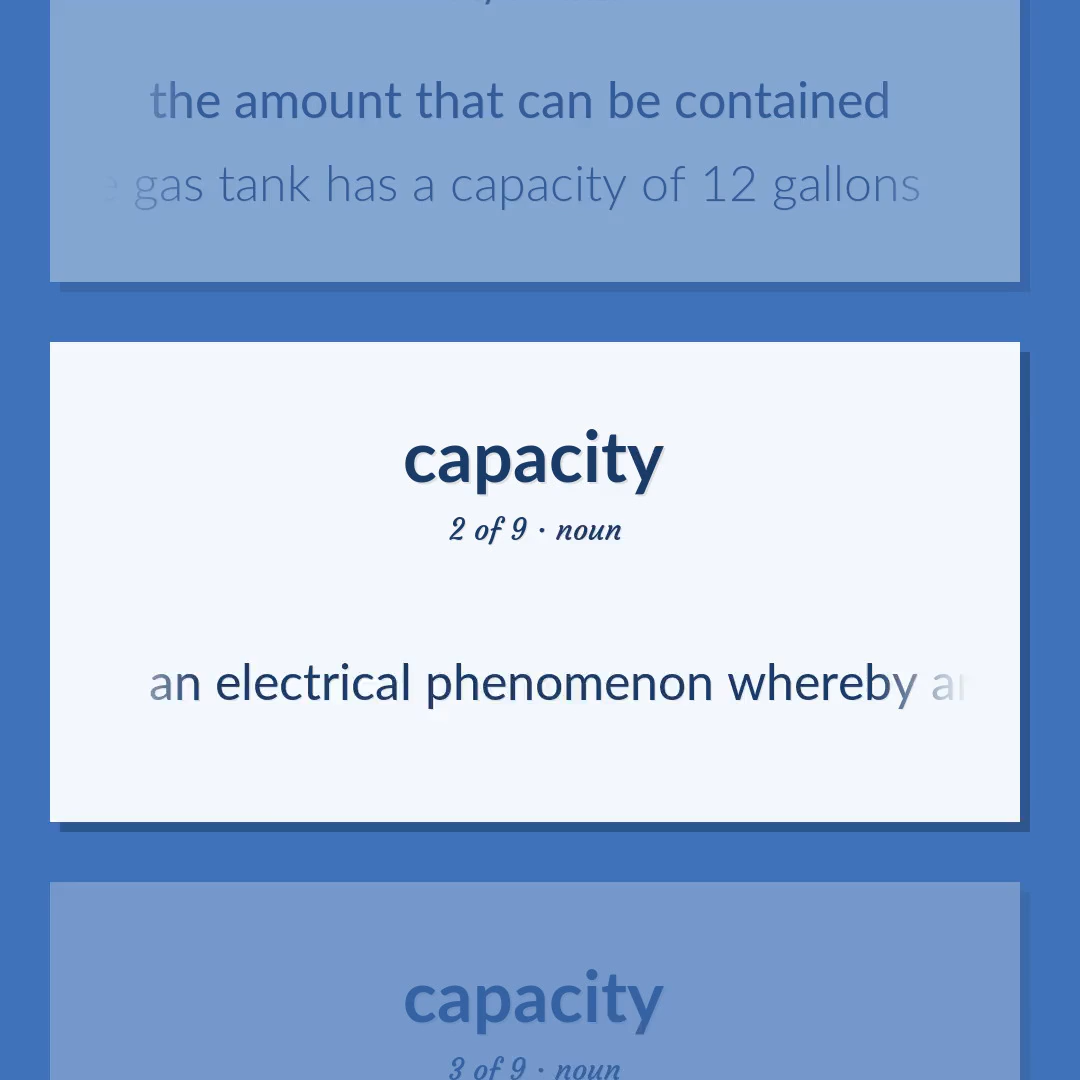 the amount that can be contained
gas tank has a capacity of 12 gallons
capacity
2 of 9 · noun
an electrical phenomenon whereby
capacity
3 of 9 · noun